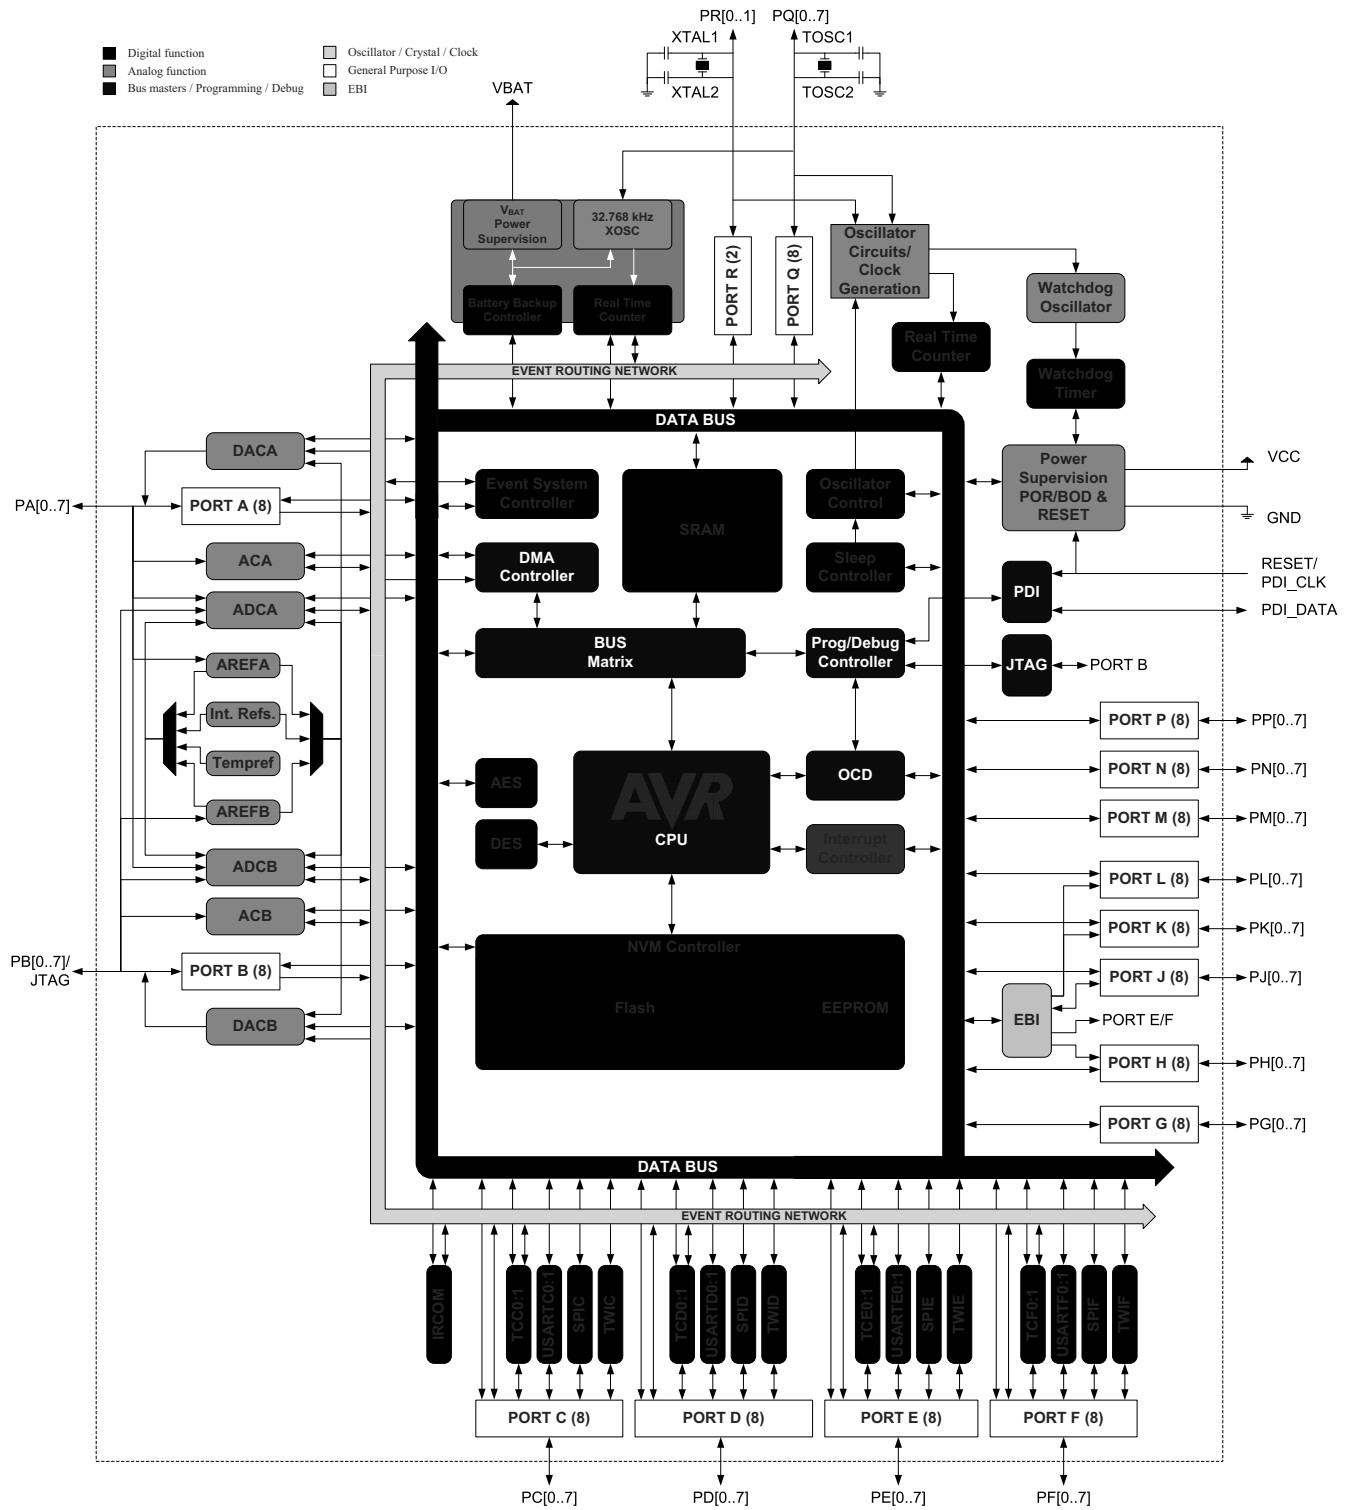 PR[0..1]
PQ[0..7]
XTAL1
TOSC1
XTAL2
TOSC2
Digital function
Analog function
Bus masters / Programming / Debug
Oscillator / Crystal / Clock
General Purpose I/O
EBI
VBAT
VBAT
Power
Supervision
32.768 kHz
XOSC
Battery Backup
Controller
Real Time
Counter
PORT R (2)
PORT Q (8)
Oscillator
Circuits/
Clock
Generation
Watchdog
Oscillator
Real Time
Counter
Watchdog
Timer
EVENT ROUTING NETWORK
DATA BUS
DACA
PORT A (8)
PA[0..7]
ACA
ADCA
AREFA
Int. Refs.
Tempref
AREFB
ADCB
ACB
PORT B (8)
PB[0..7]/
JTAG
DACB
Event System
Controller
SRAM
Oscillator
Control
DMA
Controller
Sleep
Controller
BUS
Matrix
Prog/Debug
Controller
AES
DES
AVR
CPU
OCD
Interrupt
Controller
NVM Controller
Flash
EEPROM
Power
Supervision
POR/BOD &
RESET
VCC
GND
RESET/
PDI_CLK
PDI
PDI_DATA
JTAG
PORT B
PORT P (8)
PP[0..7]
PORT N (8)
PN[0..7]
PORT M (8)
PM[0..7]
PORT L (8)
PL[0..7]
PORT K (8)
PK[0..7]
PORT J (8)
PJ[0..7]
EBI
PORT E/F
PORT H (8)
PH[0..7]
PORT G (8)
PG[0..7]
DATA BUS
EVENT ROUTING NETWORK
IRCOM
TCC0:1
USARTC0:1
SPIC
TWIC
TCD0:1
USARTD0:1
SPID
TWID
TCE0:1
USARTE0:1
SPIE
TWIE
TCF0:1
USARTF0:1
SPIF
TWIF
PORT C (8)
PORT D (8)
PORT E (8)
PORT F (8)
PC[0..7]
PD[0..7]
PE[0..7]
PF[0..7]